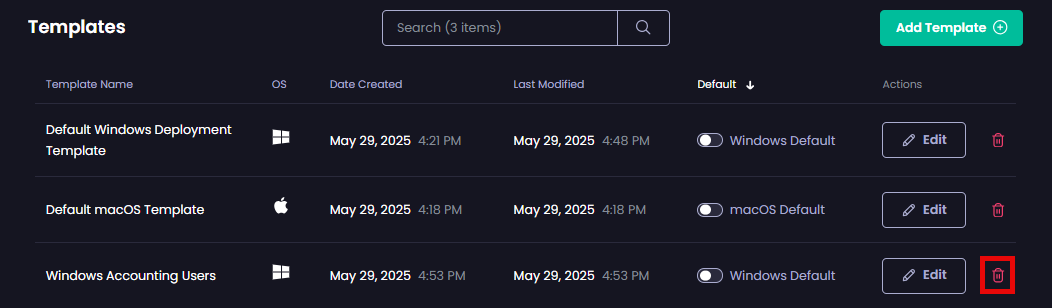 Templates
Search (3 items)
Add Template
Template Name OS Date Created Last Modified Default Actions
Default Windows Deployment
Template
May 29, 2025 4:21 PM May 29, 2025 4:48 PM Windows Default Edit
Default macOS Template May 29, 2025 4:18 PM May 29, 2025 4:18 PM macOS Default Edit
Windows Accounting Users May 29, 2025 4:53 PM May 29, 2025 4:53 PM Windows Default Edit